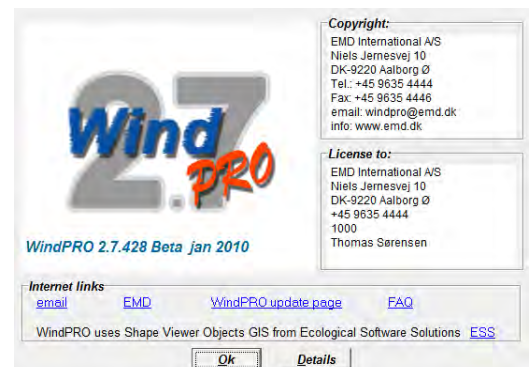 2.7
Wind
PRO
WindPRO 2.7.428 Beta jan 2010
Copyright:
EMD International A/S
Niels Jernesvej 10
DK-9220 Aalborg Ø
Tel.: +45 9635 4444
Fax: +45 9635 4446
email: windpro@emd.dk
info: www.emd.dk
License to:
EMD International A/S
Niels Jernesvej 10
DK-9220 Aalborg Ø
+45 9635 4444
1000
Thomas Sørensen
Internet links
email EMD WindPRO update page FAQ
WindPRO uses Shape Viewer Objects GIS from Ecological Software Solutions ESS
Ok Details